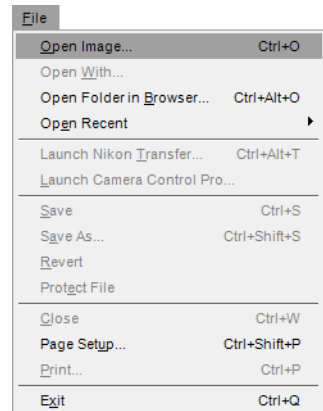 File
Open Image... Ctrl+O
Open With...
Open Folder in Browser... Ctrl+Alt+O
Open Recent
Launch Nikon Transfer... Ctrl+Alt+T
Launch Camera Control Pro...
Save Ctrl+S
Save As... Ctrl+Shift+S
Revert
Protect File
Close Ctrl+W
Page Setup... Ctrl+Shift+P
Print... Ctrl+P
Exit Ctrl+Q